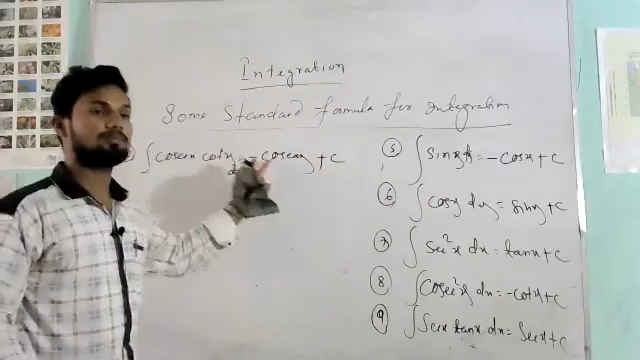 Integration
Some Standard formula for integration
∫ cosecx cotx dx = - cosecx + c
5 ∫ sinx dx = - cosx + c
6 ∫ cosx dx = sinx + c
7 ∫ sec²x dx = tanx + c
8 ∫ cosec²x dx = - cotx + c
9 ∫ secx tanx dx = secx + c